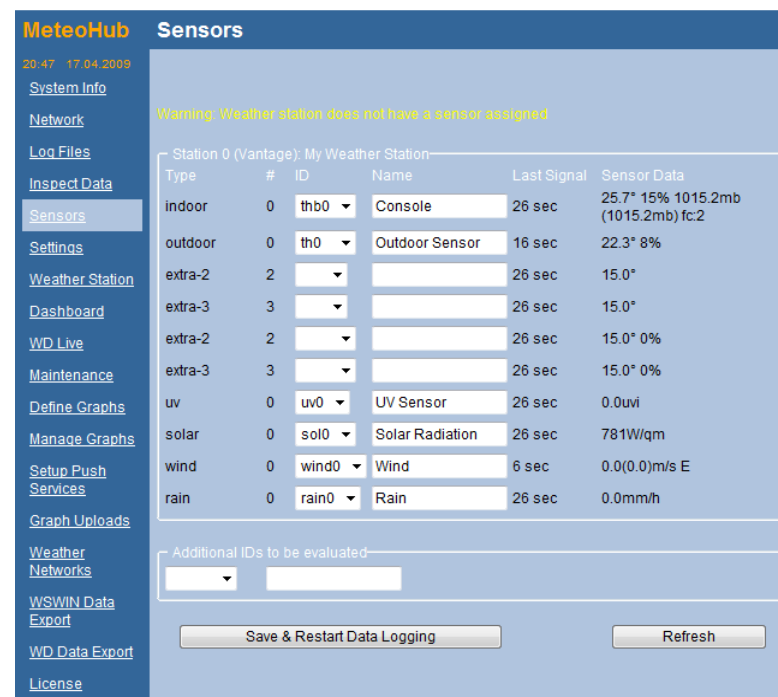 MeteoHub
Sensors
20:47 17.04.2009
System Info
Network
Log Files
Inspect Data
Sensors
Settings
Weather Station
Dashboard
WD Live
Maintenance
Define Graphs
Manage Graphs
Setup Push
Services
Graph Uploads
Weather
Networks
WSWIN Data
Export
WD Data Export
License
Warning: Weather station does not have a sensor assigned
Station 0 (Vantage): My Weather Station
Type # ID Name Last Signal Sensor Data
indoor 0 thb0 Console 26 sec 25.7° 15% 1015.2mb
(1015.2mb) fc:2
outdoor 0 th0 Outdoor Sensor 16 sec 22.3° 8%
extra-2 2 26 sec 15.0°
extra-3 3 26 sec 15.0°
extra-2 2 26 sec 15.0° 0%
extra-3 3 26 sec 15.0° 0%
uv 0 uv0 UV Sensor 26 sec 0.0uvi
solar 0 sol0 Solar Radiation 26 sec 781W/qm
wind 0 wind0 Wind 6 sec 0.0(0.0)m/s E
rain 0 rain0 Rain 26 sec 0.0mm/h
Additional IDs to be evaluated
Save & Restart Data Logging
Refresh